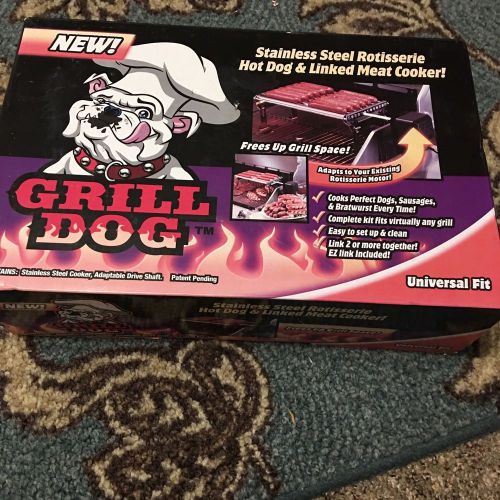 NEW!
Stainless Steel Rotisserie
Hot Dog & Linked Meat Cooker!
Frees Up Grill Space!
Adapts to Your Existing
Rotisserie Motor!
GRILL
DOG™
Cooks Perfect Dogs, Sausages,
& Bratwurst Every Time!
Complete kit Fits virtually any grill
Easy to set up & clean
Link 2 or more together!
EZ link Included!
Stainless Steel Cooker, Adaptable Drive Shaft. Patent Pending
Universal Fit
Stainless Steel Rotisserie
Hot Dog & Linked Meat Cooker!